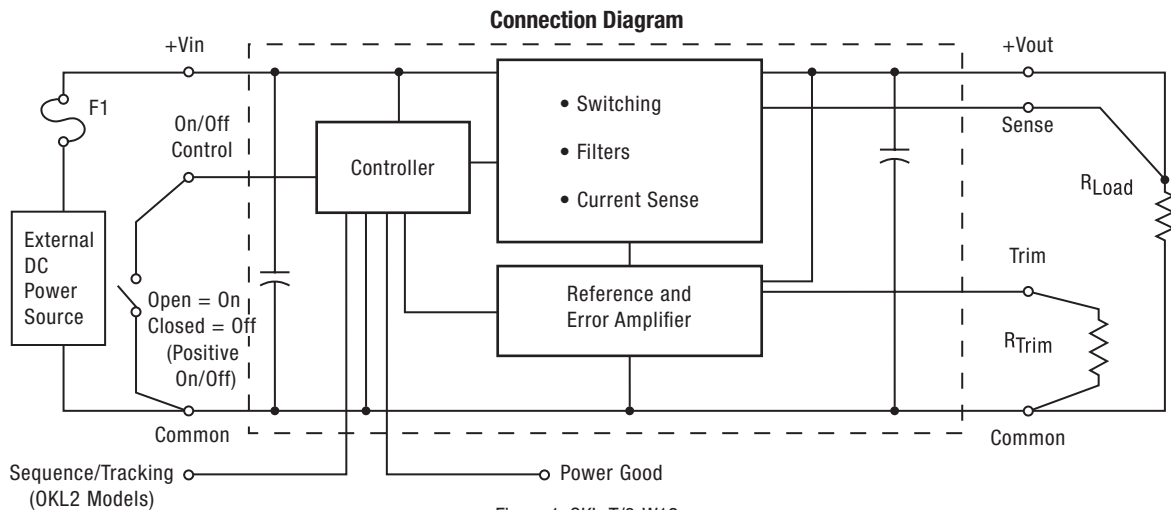 Connection Diagram
+Vin
+Vout
F1
On/Off
Control
Controller
• Switching
• Filters
• Current Sense
Sense
RLoad
External
DC
Power
Source
Open = On
Closed = Off
(Positive
On/Off)
Reference and
Error Amplifier
Trim
RTrim
Common
Common
Sequence/Tracking
(OKL2 Models)
Power Good